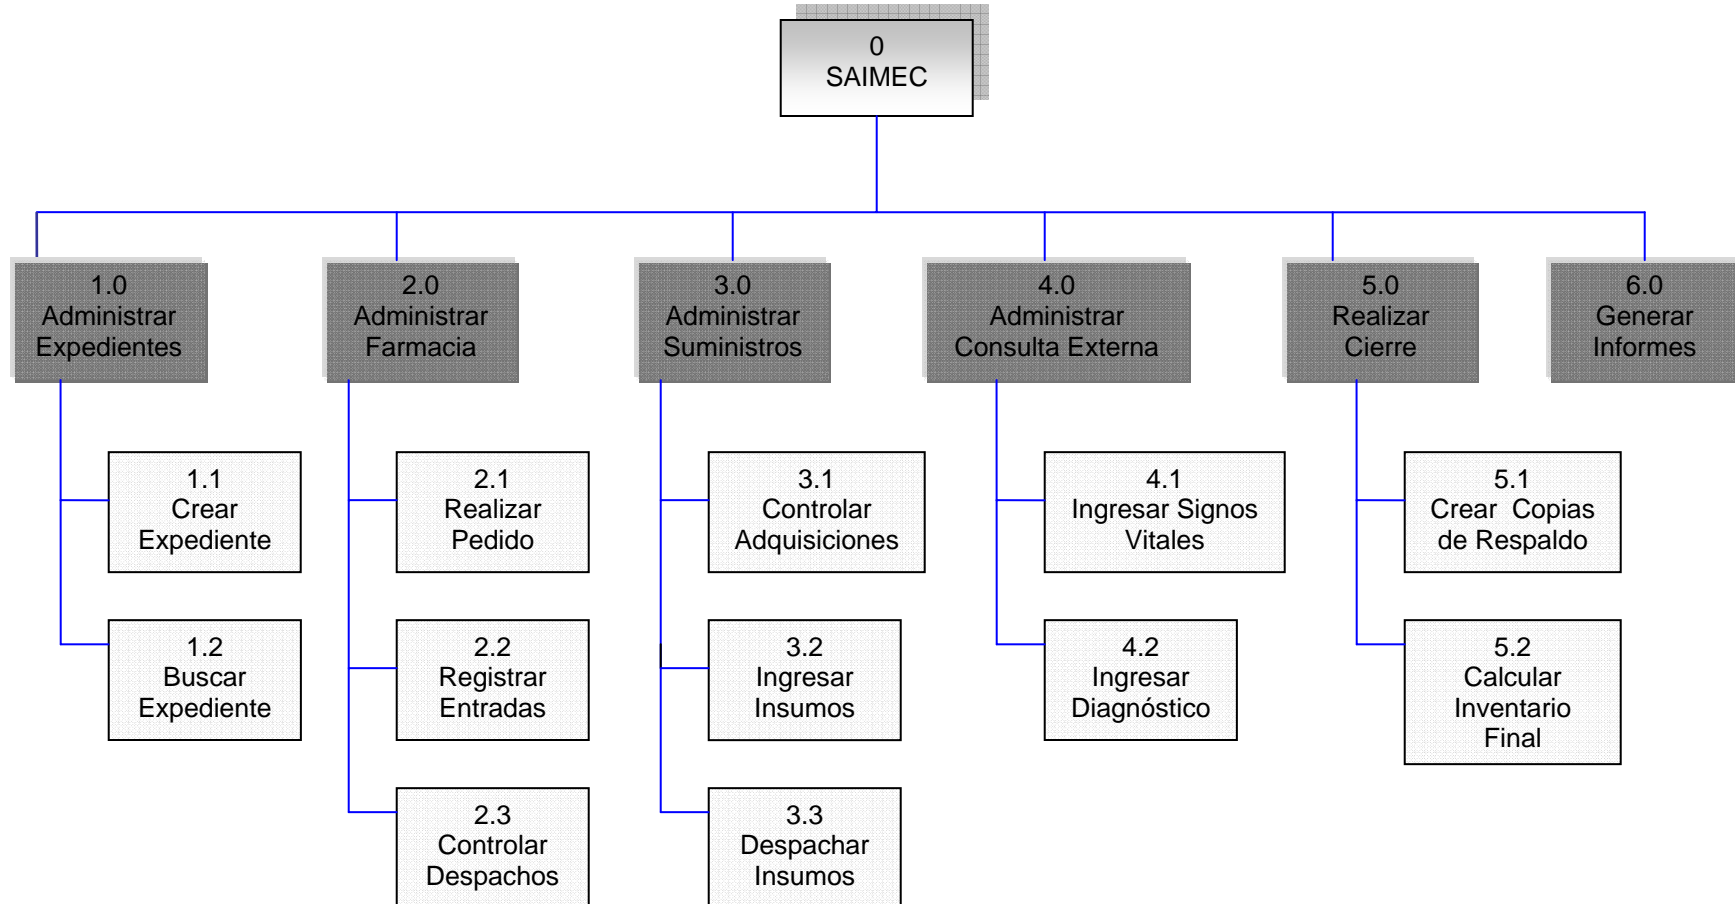 0
SAIMEC
1.0
Administrar
Expedientes
2.0
Administrar
Farmacia
3.0
Administrar
Suministros
4.0
Administrar
Consulta Externa
5.0
Realizar
Cierre
6.0
Generar
Informes
1.1
Crear
Expediente
2.1
Realizar
Pedido
3.1
Controlar
Adquisiciones
4.1
Ingresar Signos
Vitales
5.1
Crear  Copias
de Respaldo
1.2
Buscar
Expediente
2.2
Registrar
Entradas
3.2
Ingresar
Insumos
4.2
Ingresar
Diagnóstico
5.2
Calcular
Inventario
Final
2.3
Controlar
Despachos
3.3
Despachar
Insumos